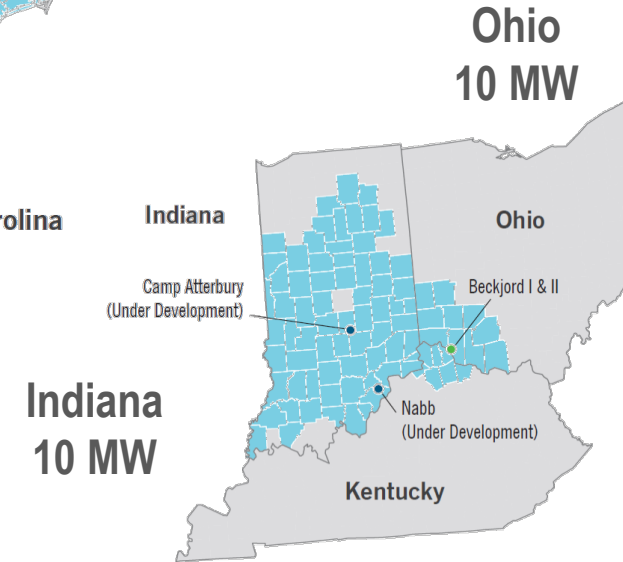 Ohio
10 MW
rolina
Indiana
Ohio
Camp Atterbury
(Under Development)
Beckjord I & II
Indiana
10 MW
Nabb
(Under Development)
Kentucky